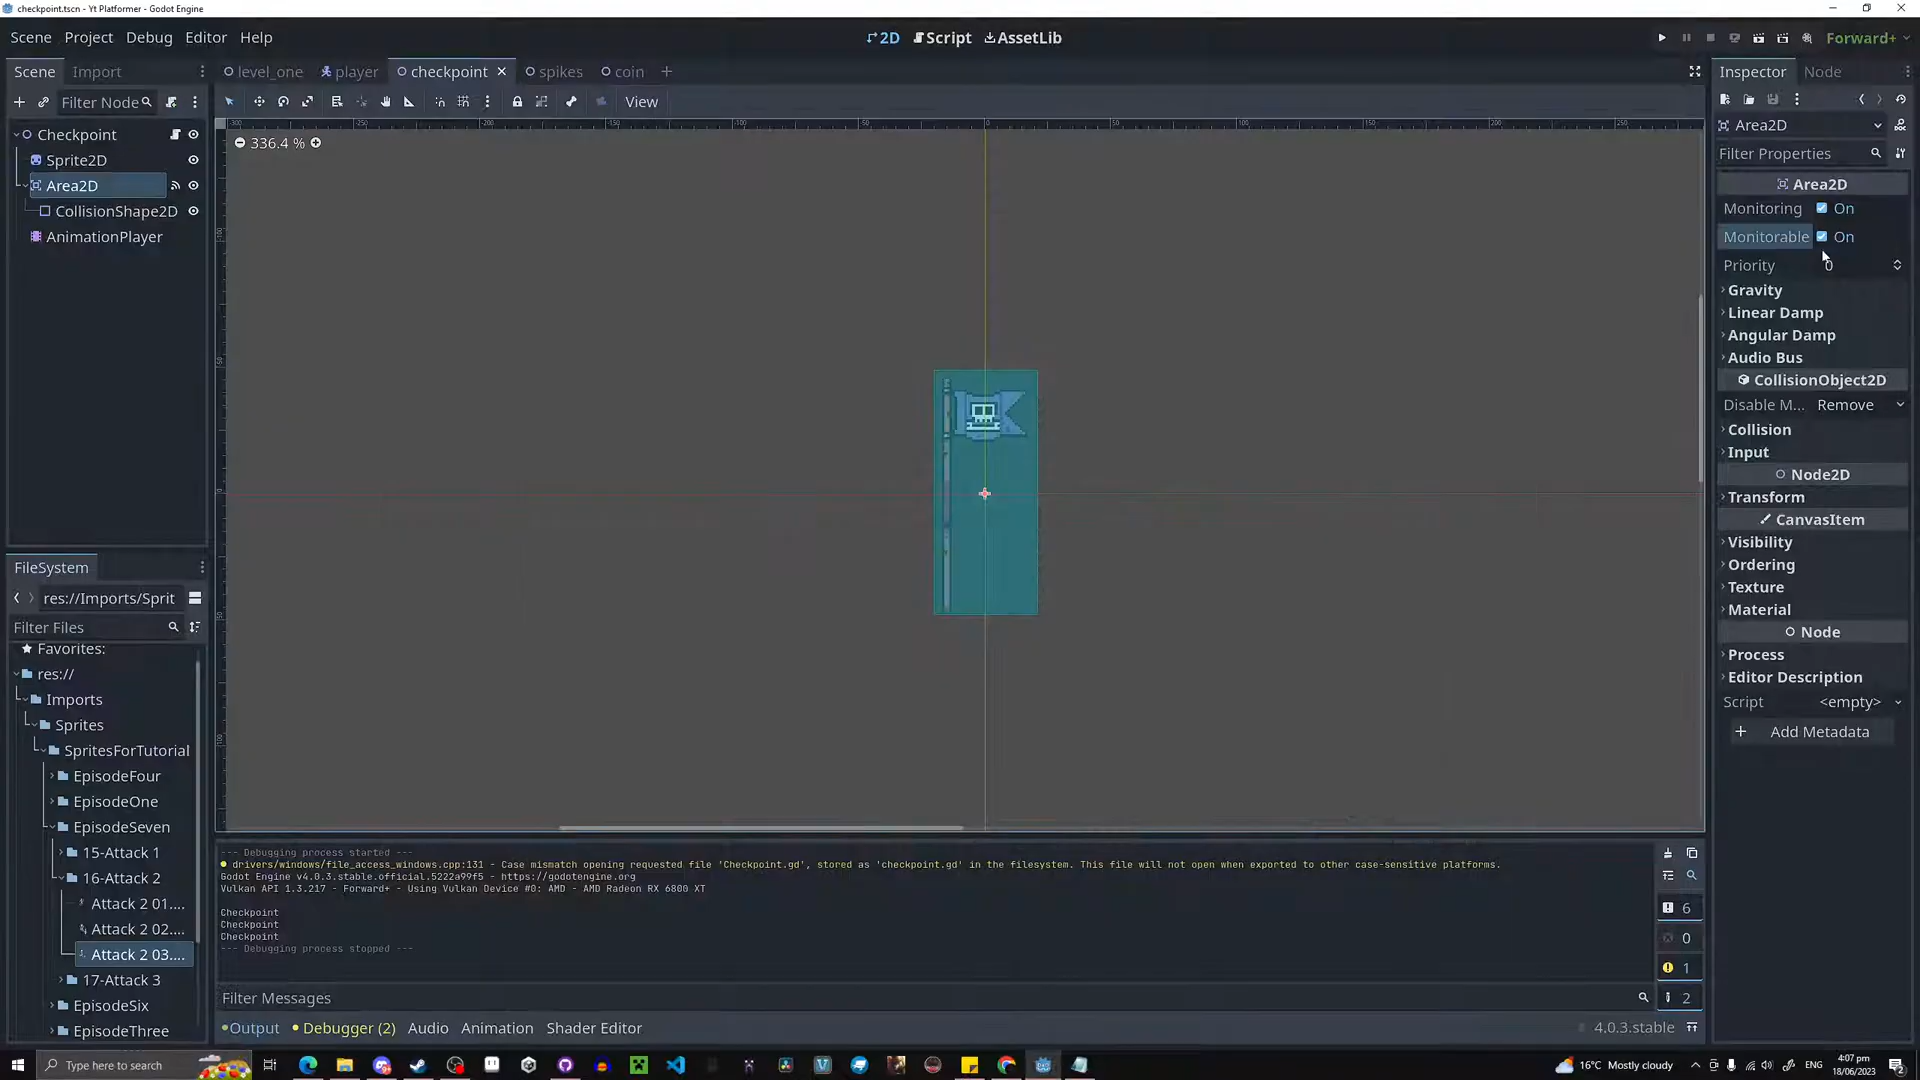 checkpoint.tscn - Yt Platformer - Godot Engine
Scene Project Debug Editor Help
2D Script AssetLib
Forward+
Scene Import
level_one player checkpoint spikes coin
Inspector Node
Filter Node
View
Checkpoint
Sprite2D
Area2D
CollisionShape2D
AnimationPlayer
336.4 %
Area2D
Filter Properties
Area2D
Monitoring On
Monitorable On
Priority 0
Gravity
Linear Damp
Angular Damp
Audio Bus
CollisionObject2D
Disable M... Remove
Collision
Input
Node2D
Transform
CanvasItem
Visibility
Ordering
Texture
Material
Node
Process
Editor Description
Script <empty>
Add Metadata
FileSystem
res://Imports/Sprit
Filter Files
Favorites:
res://
Imports
Sprites
SpritesForTutorial
EpisodeFour
EpisodeOne
EpisodeSeven
15-Attack 1
16-Attack 2
Attack 2 01....
Attack 2 02....
Attack 2 03....
17-Attack 3
EpisodeSix
EpisodeThree
--- Debugging process started ---
drivers/windows/file_access_windows.cpp:131 - Case mismatch opening requested file 'Checkpoint.gd', stored as 'checkpoint.gd' in the filesystem. This file will not open when exported to other case-sensitive platforms.
Godot Engine v4.0.3.stable.official.5222a99f5 - https://godotengine.org
Vulkan API 1.3.217 - Forward+ - Using Vulkan Device #0: AMD - AMD Radeon RX 6800 XT
Checkpoint
Checkpoint
Checkpoint
--- Debugging process stopped ---
6
0
1
2
Filter Messages
Output Debugger (2) Audio Animation Shader Editor
4.0.3.stable
Type here to search
16°C Mostly cloudy
ENG
4:07 pm
18/06/2023